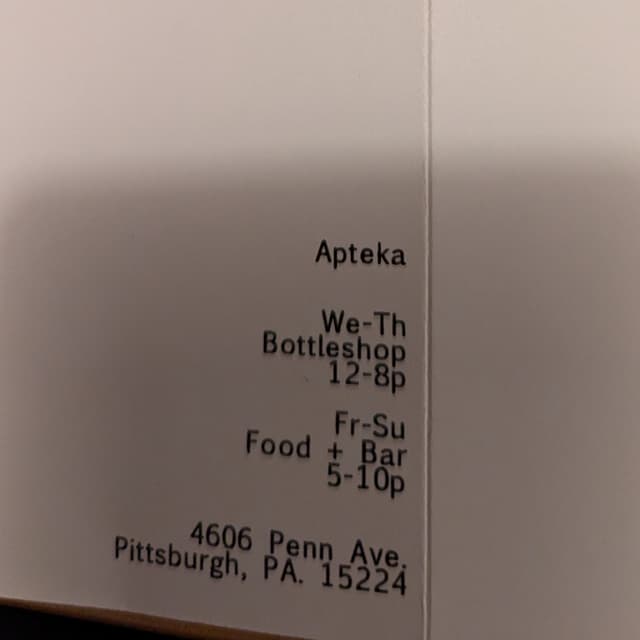 Apteka
We-Th
Bottleshop
12-8p
Fr-Su
Food + Bar
5-10p
4606 Penn Ave.
Pittsburgh, PA. 15224